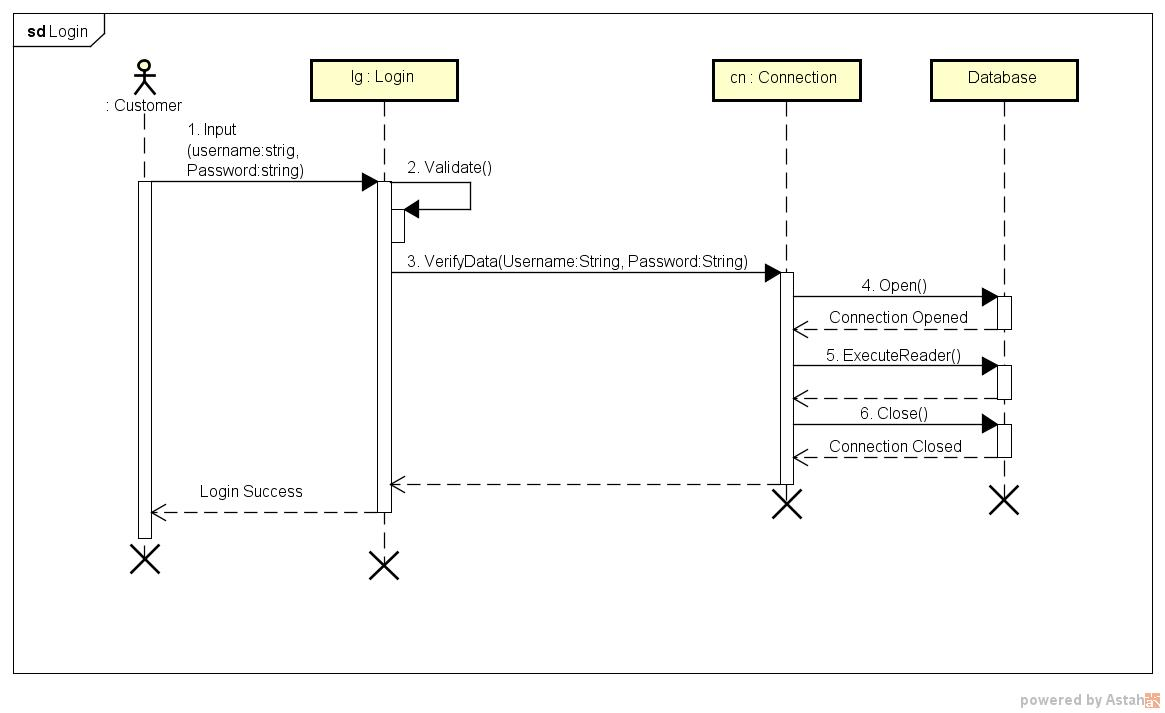 sd Login
lg : Login
cn : Connection
Database
: Customer
1. Input
(username:strig,
Password:string)
2. Validate()
3. VerifyData(Username:String, Password:String)
4. Open()
Connection Opened
5. ExecuteReader()
6. Close()
Connection Closed
Login Success
powered by Astah